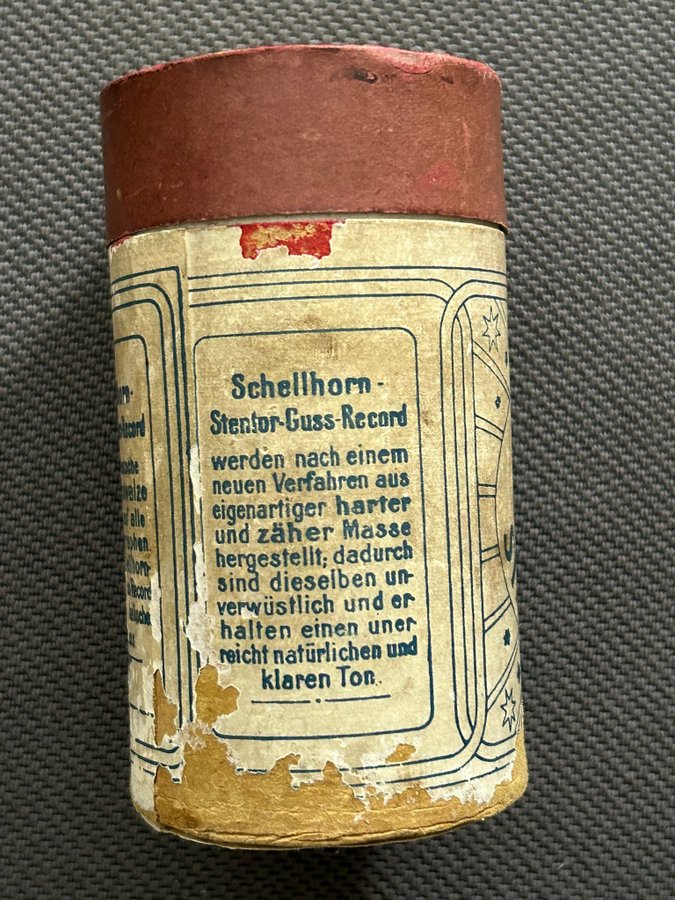 Schellhorn-
Stentor-Guss-Record
werden nach einem
neuen Verfahren aus
eigenartiger harter
und zäher Masse
hergestellt; dadurch
sind dieselben un-
verwüstlich und er
halten einen uner
reicht natürlichen und
klaren Ton.